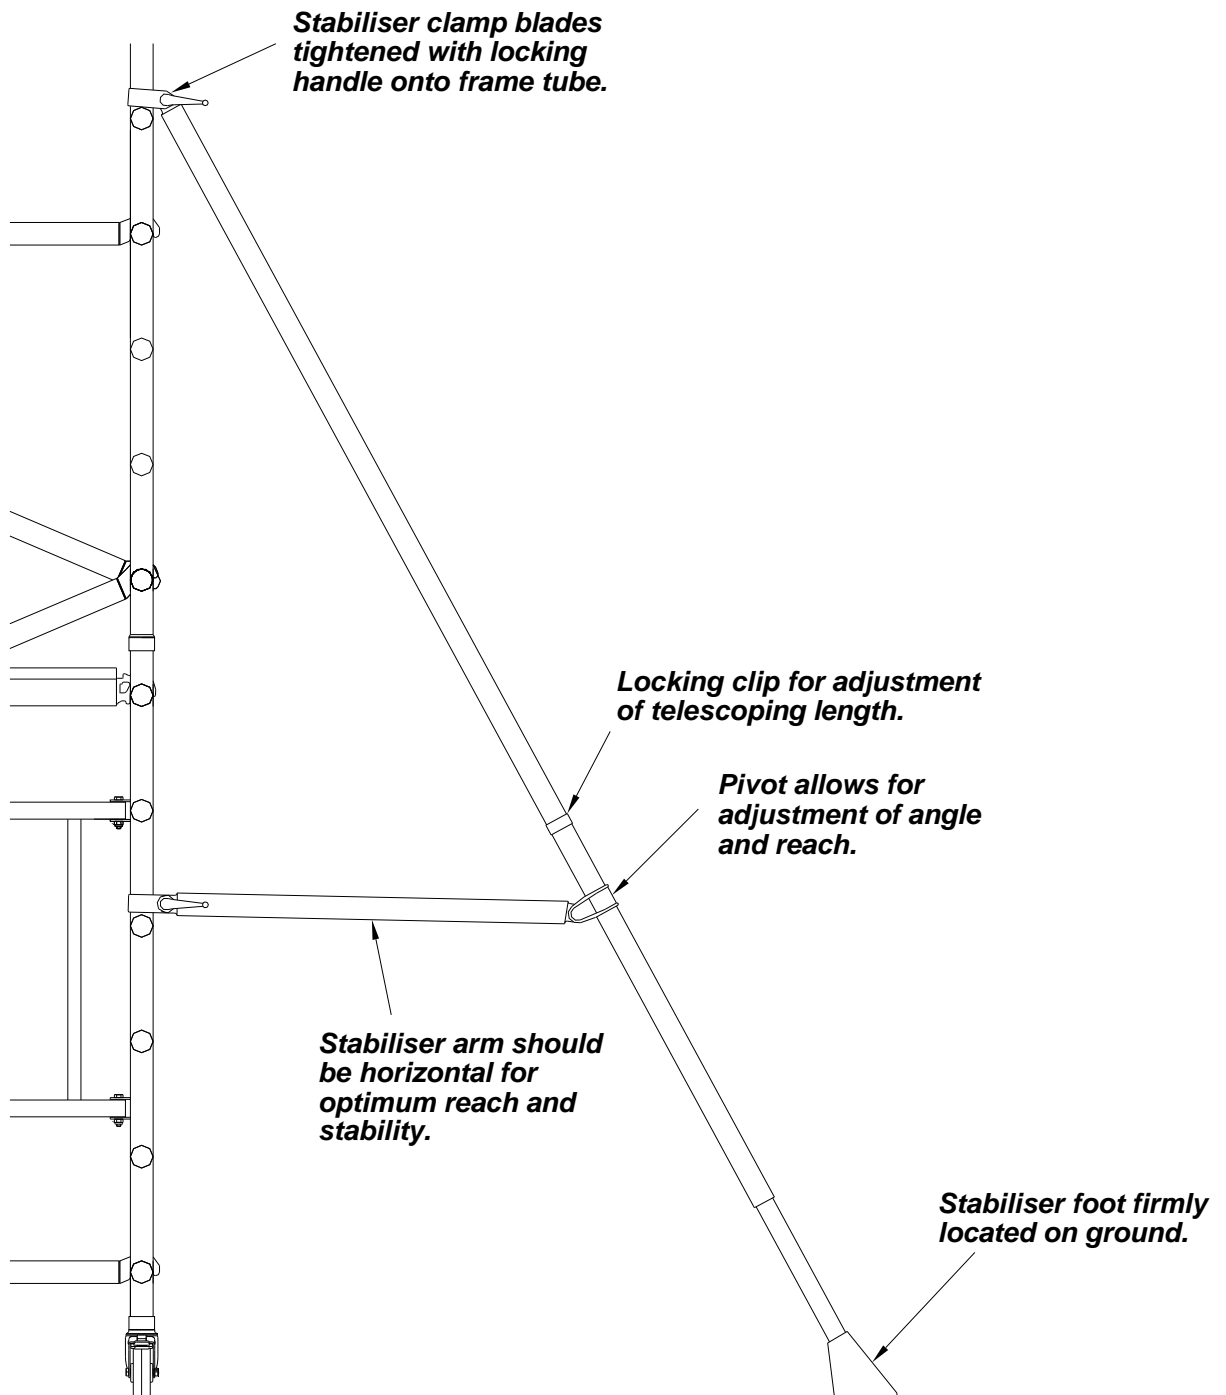 Stabiliser clamp blades
tightened with locking
handle onto frame tube.
Locking clip for adjustment
of telescoping length.
Pivot allows for
adjustment of angle
and reach.
Stabiliser arm should
be horizontal for
optimum reach and
stability.
Stabiliser foot firmly
located on ground.